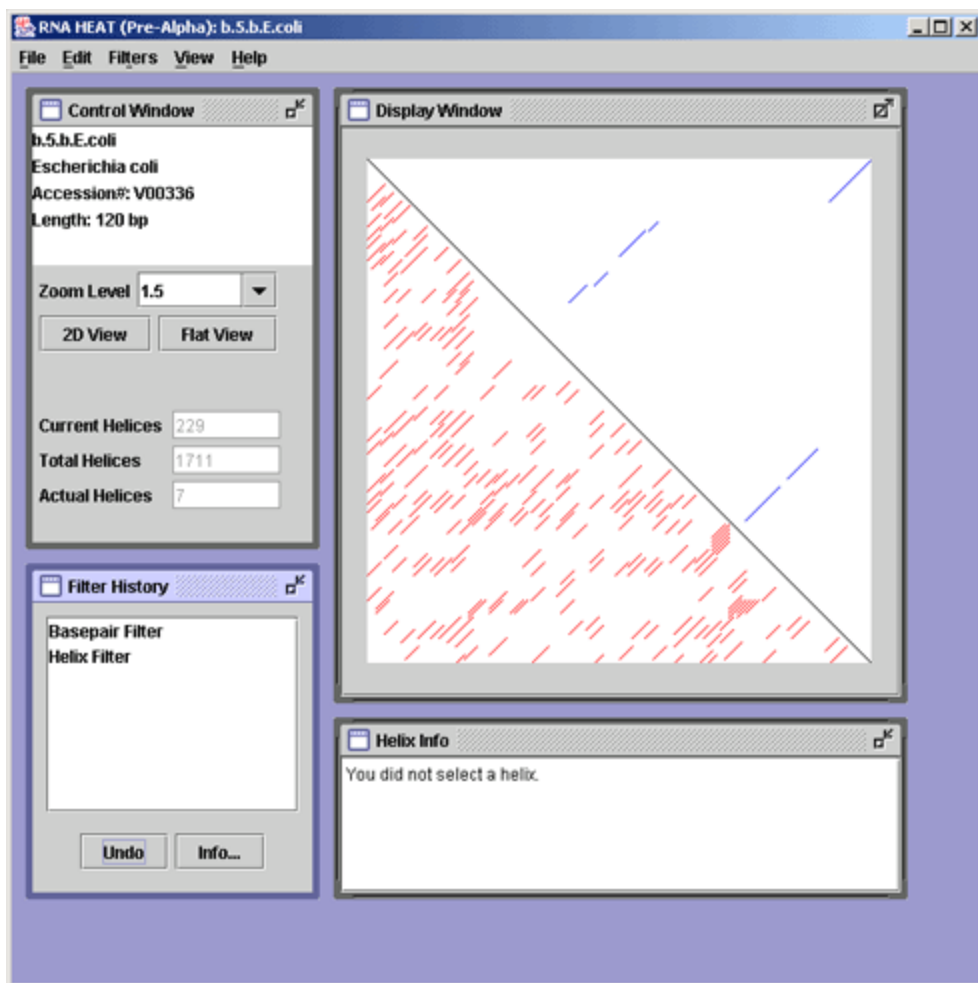 RNA HEAT (Pre-Alpha): b.5.b.E.coli
File Edit Filters View Help
Control Window
b.5.b.E.coli
Escherichia coli
Accession#: V00336
Length: 120 bp
Zoom Level 1.5
2D View Flat View
Current Helices 229
Total Helices 1711
Actual Helices 7
Filter History
Basepair Filter
Helix Filter
Undo Info...
Display Window
Helix Info
You did not select a helix.